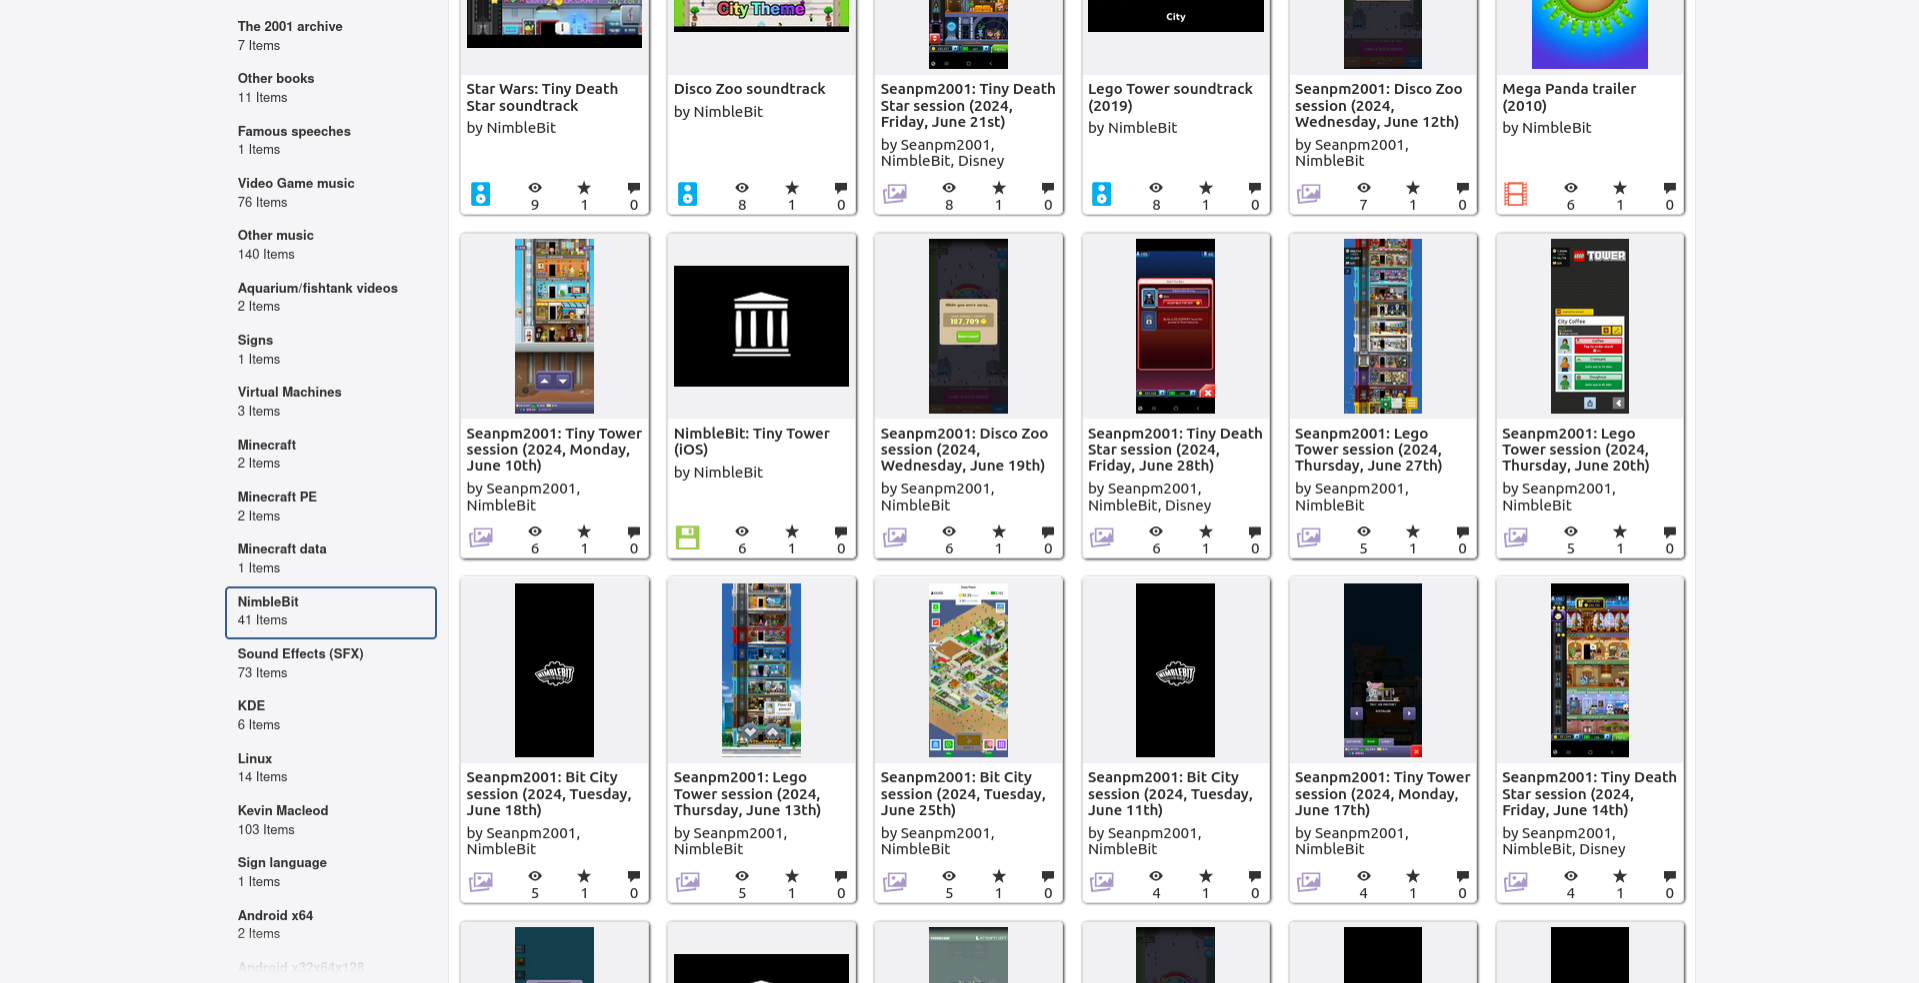 The 2001 archive
7 Items
Other books
11 Items
Famous speeches
1 Items
Video Game music
76 Items
Other music
140 Items
Aquarium/fishtank videos
2 Items
Signs
1 Items
Virtual Machines
3 Items
Minecraft
2 Items
Minecraft PE
2 Items
Minecraft data
1 Items
NimbleBit
41 Items
Sound Effects (SFX)
73 Items
KDE
6 Items
Linux
14 Items
Kevin Macleod
103 Items
Sign language
1 Items
Android x64
2 Items
Android x32x64x128
City Theme
City
Star Wars: Tiny Death
Star soundtrack
by NimbleBit
9 1 0
Disco Zoo soundtrack
by NimbleBit
8 1 0
Seanpm2001: Tiny Death
Star session (2024,
Friday, June 21st)
by Seanpm2001,
NimbleBit, Disney
8 1 0
Lego Tower soundtrack
(2019)
by NimbleBit
8 1 0
Seanpm2001: Disco Zoo
session (2024,
Wednesday, June 12th)
by Seanpm2001,
NimbleBit
7 1 0
Mega Panda trailer
(2010)
by NimbleBit
6 1 0
Seanpm2001: Tiny Tower
session (2024, Monday,
June 10th)
by Seanpm2001,
NimbleBit
6 1 0
NimbleBit: Tiny Tower
(iOS)
by NimbleBit
6 1 0
While you were away...
187,709
Seanpm2001: Disco Zoo
session (2024,
Wednesday, June 19th)
by Seanpm2001,
NimbleBit
6 1 0
Seanpm2001: Tiny Death
Star session (2024,
Friday, June 28th)
by Seanpm2001,
NimbleBit, Disney
6 1 0
Seanpm2001: Lego
Tower session (2024,
Thursday, June 27th)
by Seanpm2001,
NimbleBit
5 1 0
LEGO TOWER
City Coffee
Coffee
Seanpm2001: Lego
Tower session (2024,
Thursday, June 20th)
by Seanpm2001,
NimbleBit
5 1 0
NIMBLEBIT
Seanpm2001: Bit City
session (2024, Tuesday,
June 18th)
by Seanpm2001,
NimbleBit
5 1 0
Seanpm2001: Lego
Tower session (2024,
Thursday, June 13th)
by Seanpm2001,
NimbleBit
5 1 0
Seanpm2001: Bit City
session (2024, Tuesday,
June 25th)
by Seanpm2001,
NimbleBit
5 1 0
NIMBLEBIT
Seanpm2001: Bit City
session (2024, Tuesday,
June 11th)
by Seanpm2001,
NimbleBit
4 1 0
Seanpm2001: Tiny Tower
session (2024, Monday,
June 17th)
by Seanpm2001,
NimbleBit
4 1 0
Seanpm2001: Tiny Death
Star session (2024,
Friday, June 14th)
by Seanpm2001,
NimbleBit, Disney
4 1 0